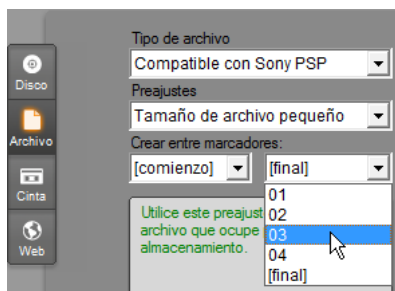 Tipo de archivo
Compatible con Sony PSP
Disco
Preajustes
Tamaño de archivo pequeño
Archivo
Crear entre marcadores:
[comienzo] [final]
Cinta
01
02
03
04
[final]
Utilice este preajust
archivo que ocupe
almacenamiento.
Web